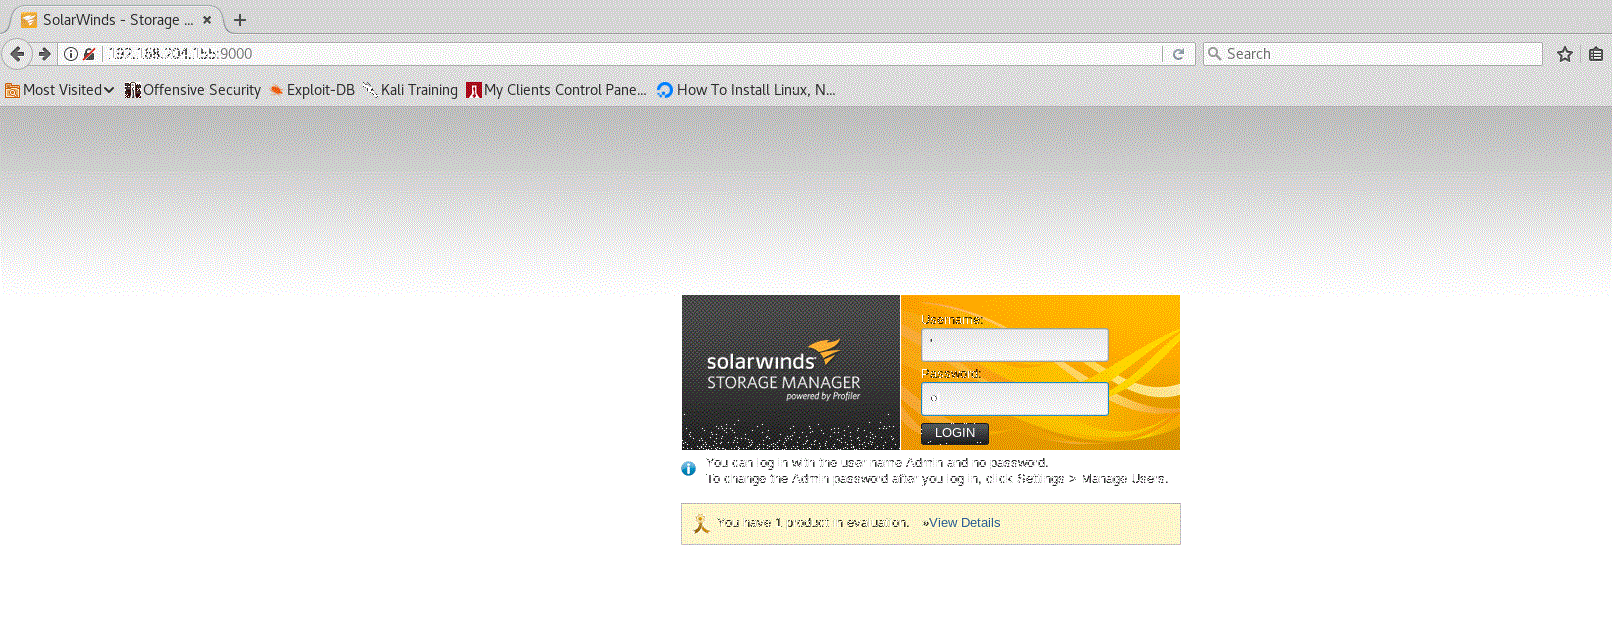 SolarWinds - Storage ...
192.168.204.155:9000
Search
Most Visited
Offensive Security
Exploit-DB
Kali Training
My Clients Control Pane...
How To Install Linux, N...
solarwinds
STORAGE MANAGER
powered by Profiler
Username:
'
Password:
LOGIN
You can log in with the user name Admin and no password.
To change the Admin password after you log in, click Settings > Manage Users.
You have 1 product in evaluation. »View Details